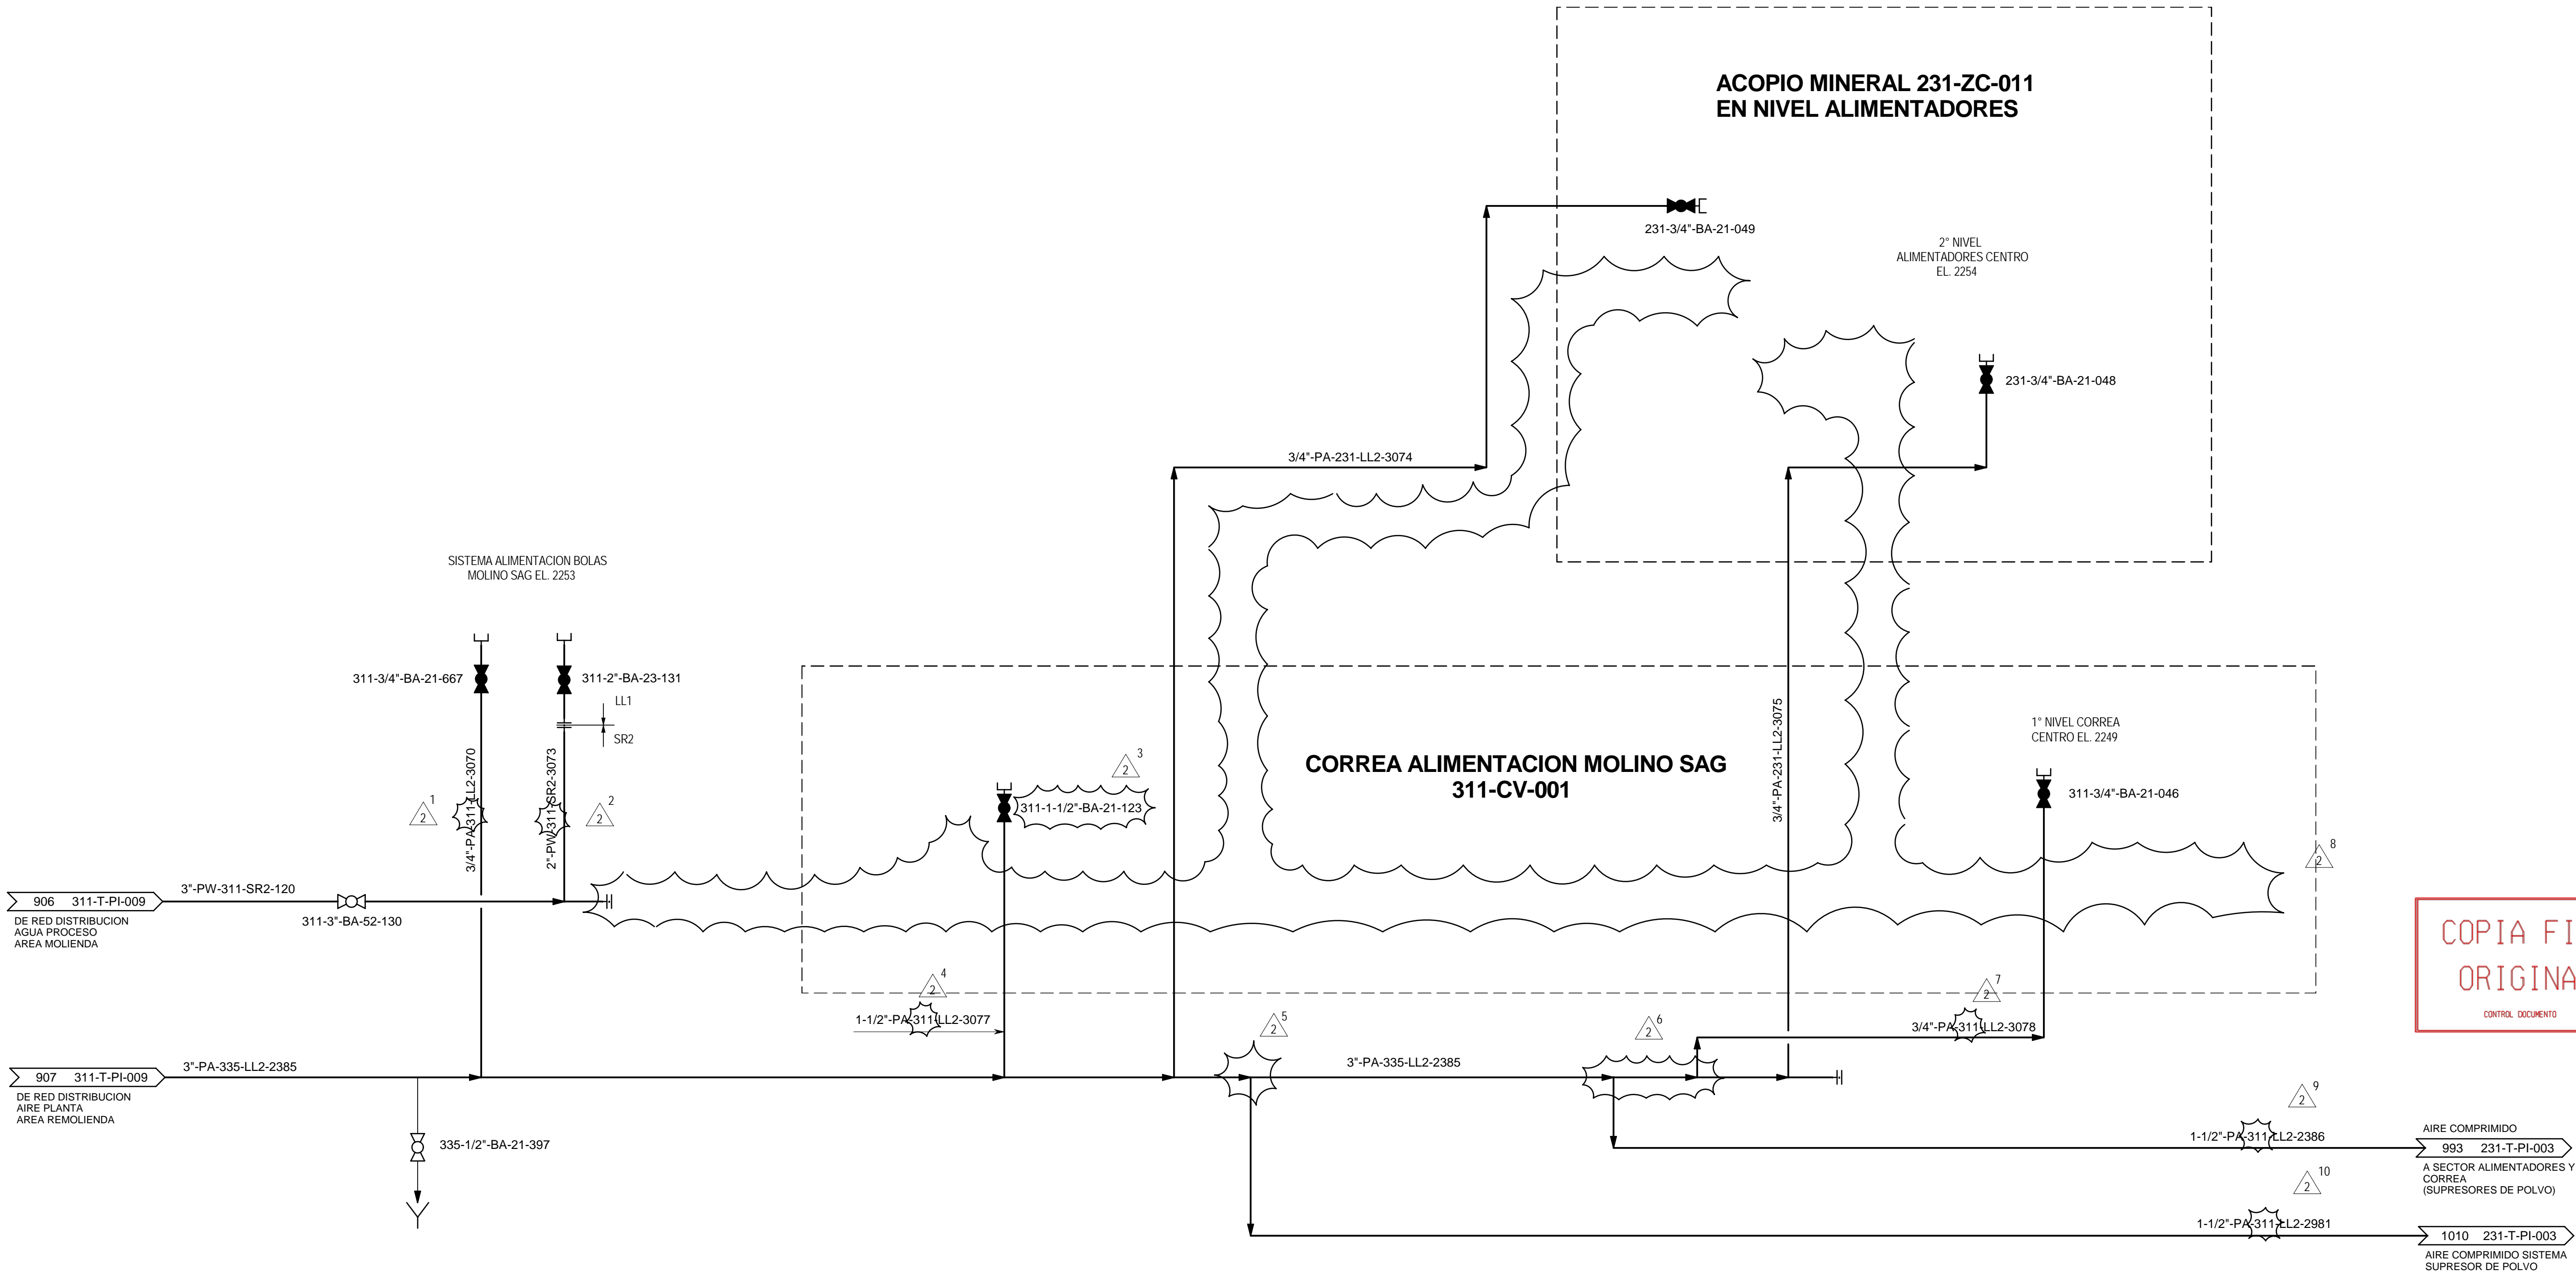 ACOPIO MINERAL 231-ZC-011
EN NIVEL ALIMENTADORES
231-3/4"-BA-21-049
2° NIVEL
ALIMENTADORES CENTRO
EL. 2254
231-3/4"-BA-21-048
3/4"-PA-231-LL2-3074
SISTEMA ALIMENTACION BOLAS
MOLINO SAG EL. 2253
311-3/4"-BA-21-667
311-2"-BA-23-131
LL1
SR2
3/4"-PA-311-LL2-3070
2"-PW-311-SR2-3073
2 1
2 2
2 3
311-1-1/2"-BA-21-123
CORREA ALIMENTACION MOLINO SAG
311-CV-001
3/4"-PA-231-LL2-3075
1° NIVEL CORREA
CENTRO EL. 2249
311-3/4"-BA-21-046
2 8
906 311-T-PI-009
DE RED DISTRIBUCION
AGUA PROCESO
AREA MOLIENDA
3"-PW-311-SR2-120
311-3"-BA-52-130
COPIA FI
ORIGINA
CONTROL DOCUMENTO
2 4
1-1/2"-PA-311-LL2-3077
2 5
2 6
2 7
3/4"-PA-311-LL2-3078
907 311-T-PI-009
DE RED DISTRIBUCION
AIRE PLANTA
AREA REMOLIENDA
3"-PA-335-LL2-2385
3"-PA-335-LL2-2385
335-1/2"-BA-21-397
2 9
1-1/2"-PA-311-LL2-2386
AIRE COMPRIMIDO
993 231-T-PI-003
A SECTOR ALIMENTADORES Y
CORREA
(SUPRESORES DE POLVO)
2 10
1-1/2"-PA-311-LL2-2981
1010 231-T-PI-003
AIRE COMPRIMIDO SISTEMA
SUPRESOR DE POLVO